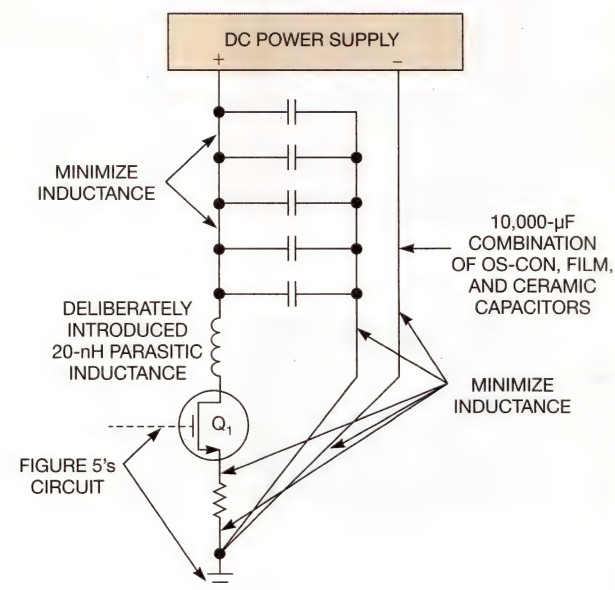 DC POWER SUPPLY
+
–
MINIMIZE
INDUCTANCE
10,000-µF
COMBINATION
OF OS-CON, FILM,
AND CERAMIC
CAPACITORS
DELIBERATELY
INTRODUCED
20-nH PARASITIC
INDUCTANCE
MINIMIZE
INDUCTANCE
Q1
FIGURE 5's
CIRCUIT